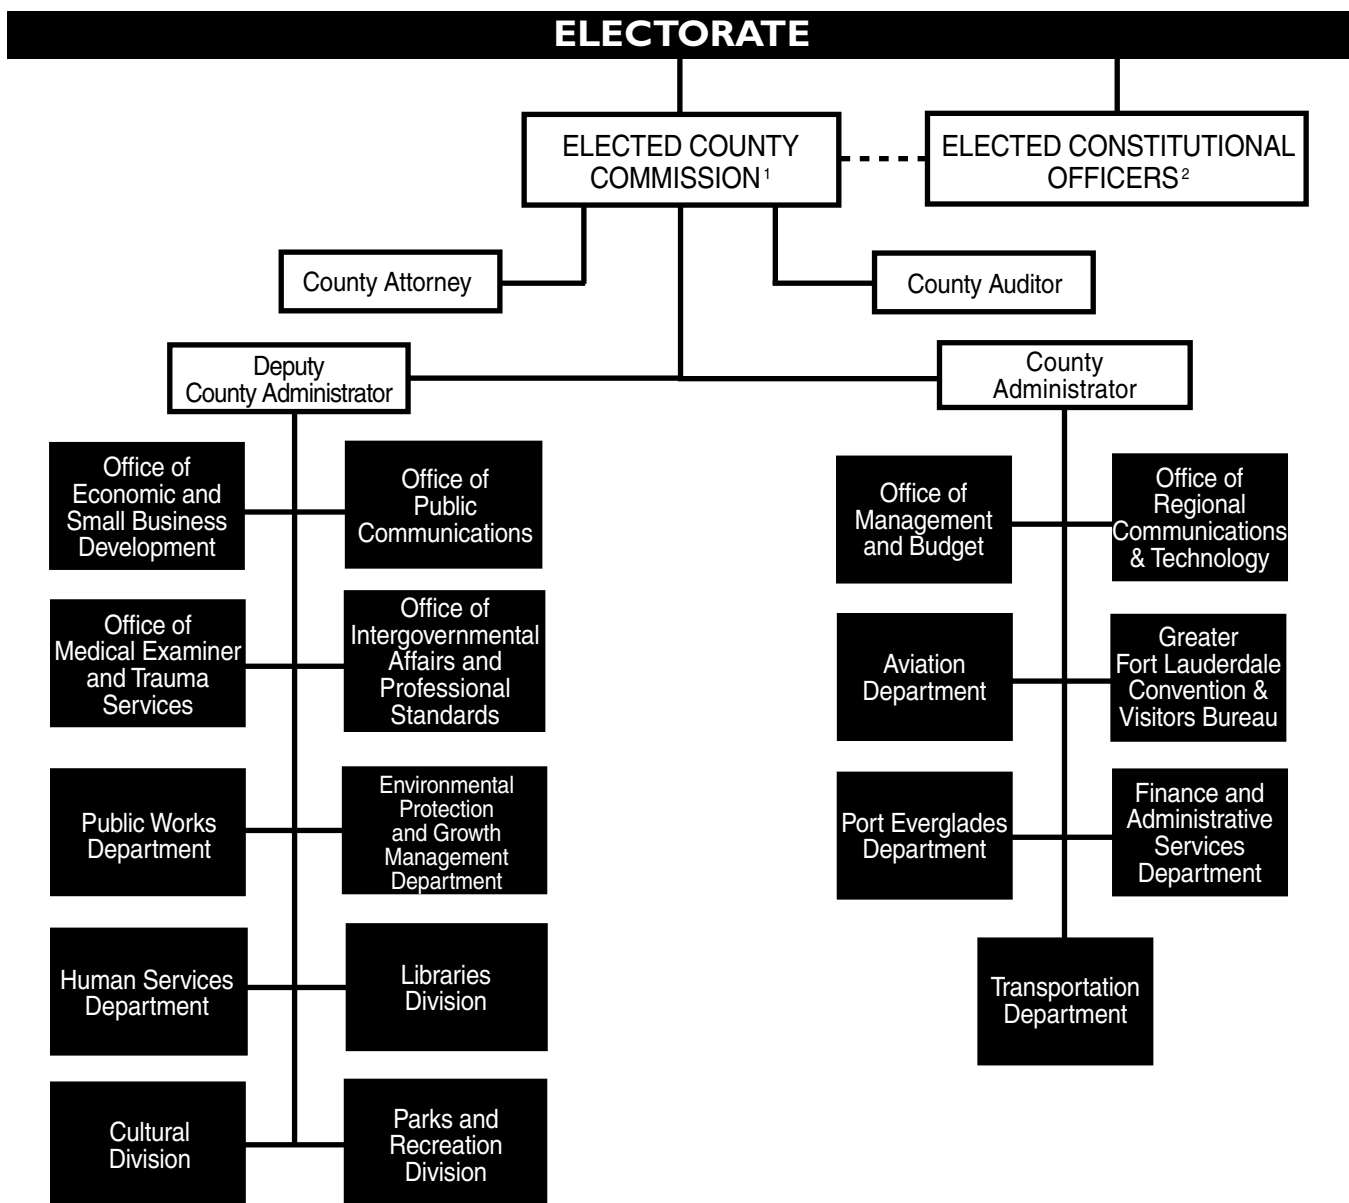 ELECTORATE
ELECTED COUNTY
COMMISSION¹
ELECTED CONSTITUTIONAL
OFFICERS²
County Attorney
County Auditor
Deputy
County Administrator
County
Administrator
Office of
Economic and
Small Business
Development
Office of
Public
Communications
Office of
Management
and Budget
Office of
Regional
Communications
& Technology
Office of
Medical Examiner
and Trauma
Services
Office of
Intergovernmental
Affairs and
Professional
Standards
Aviation
Department
Greater
Fort Lauderdale
Convention &
Visitors Bureau
Public Works
Department
Environmental
Protection
and Growth
Management
Department
Port Everglades
Department
Finance and
Administrative
Services
Department
Human Services
Department
Libraries
Division
Transportation
Department
Cultural
Division
Parks and
Recreation
Division